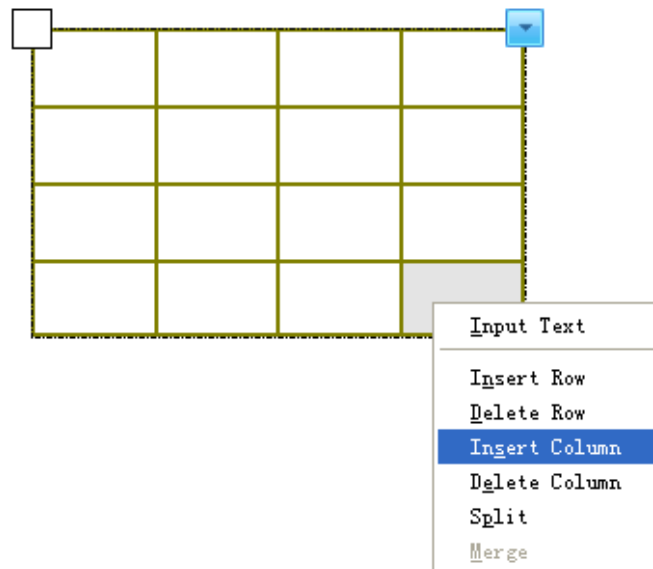 Input Text
Insert Row
Delete Row
Insert Column
Delete Column
Split
Merge